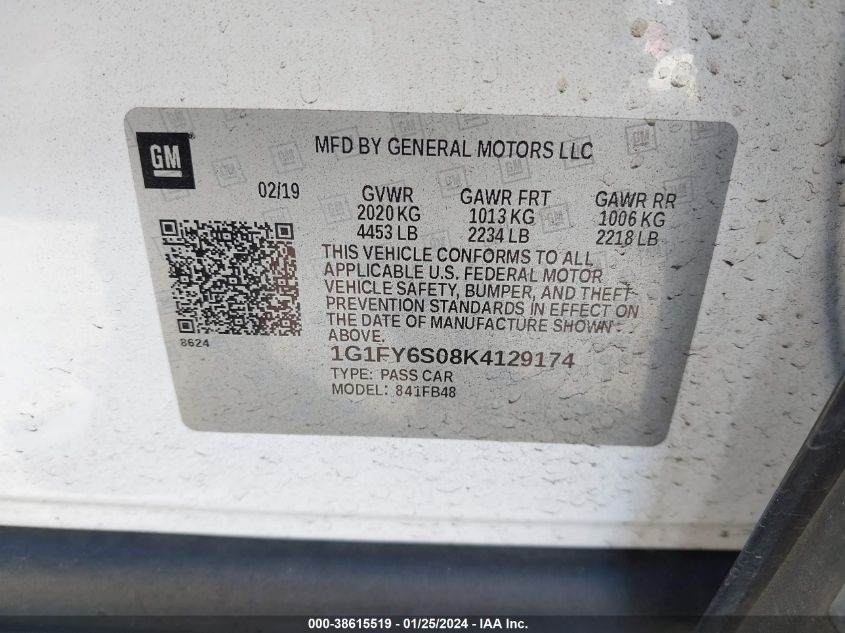 GM
MFD BY GENERAL MOTORS LLC
02/19
GVWR
2020 KG
4453 LB
GAWR FRT
1013 KG
2234 LB
GAWR RR
1006 KG
2218 LB
THIS VEHICLE CONFORMS TO ALL
APPLICABLE U.S. FEDERAL MOTOR
VEHICLE SAFETY, BUMPER, AND THEFT
PREVENTION STANDARDS IN EFFECT ON
THE DATE OF MANUFACTURE SHOWN
ABOVE.
8624
1G1FY6S08K4129174
TYPE: PASS CAR
MODEL: 841FB48
000-38615519 - 01/25/2024 - IAA Inc.